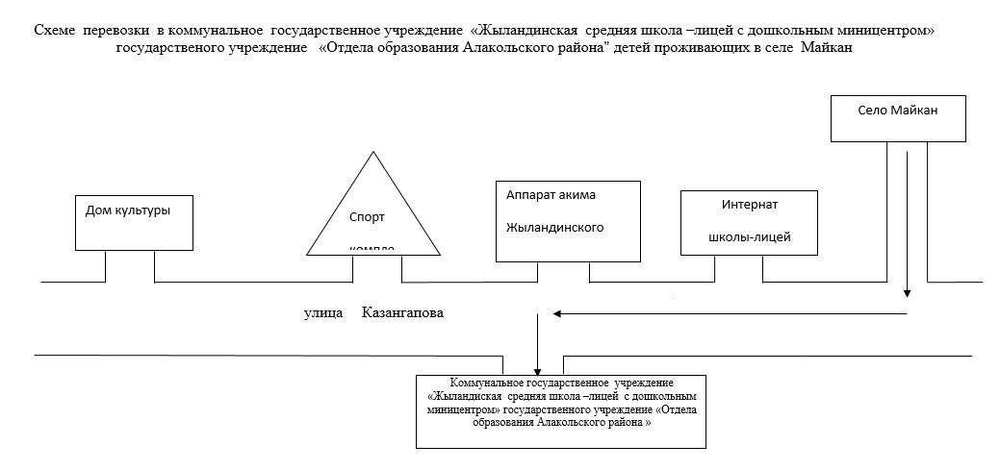 Схеме перевозки в коммунальное государственное учреждение «Жыландинская средняя школа –лицей с дошкольным миницентром»
государственого учреждение «Отдела образования Алакольского района" детей проживающих в селе Майкан
Село Майкан
Дом культуры
Спорт
Аппарат акима
Жыландинского
Интернат
школы-лицей
улица Казангапова
Коммунальное государственное учреждение
«Жыландиская средняя школа –лицей с дошкольным
миницентром» государственного учреждение «Отдела
образования Алакольского района »